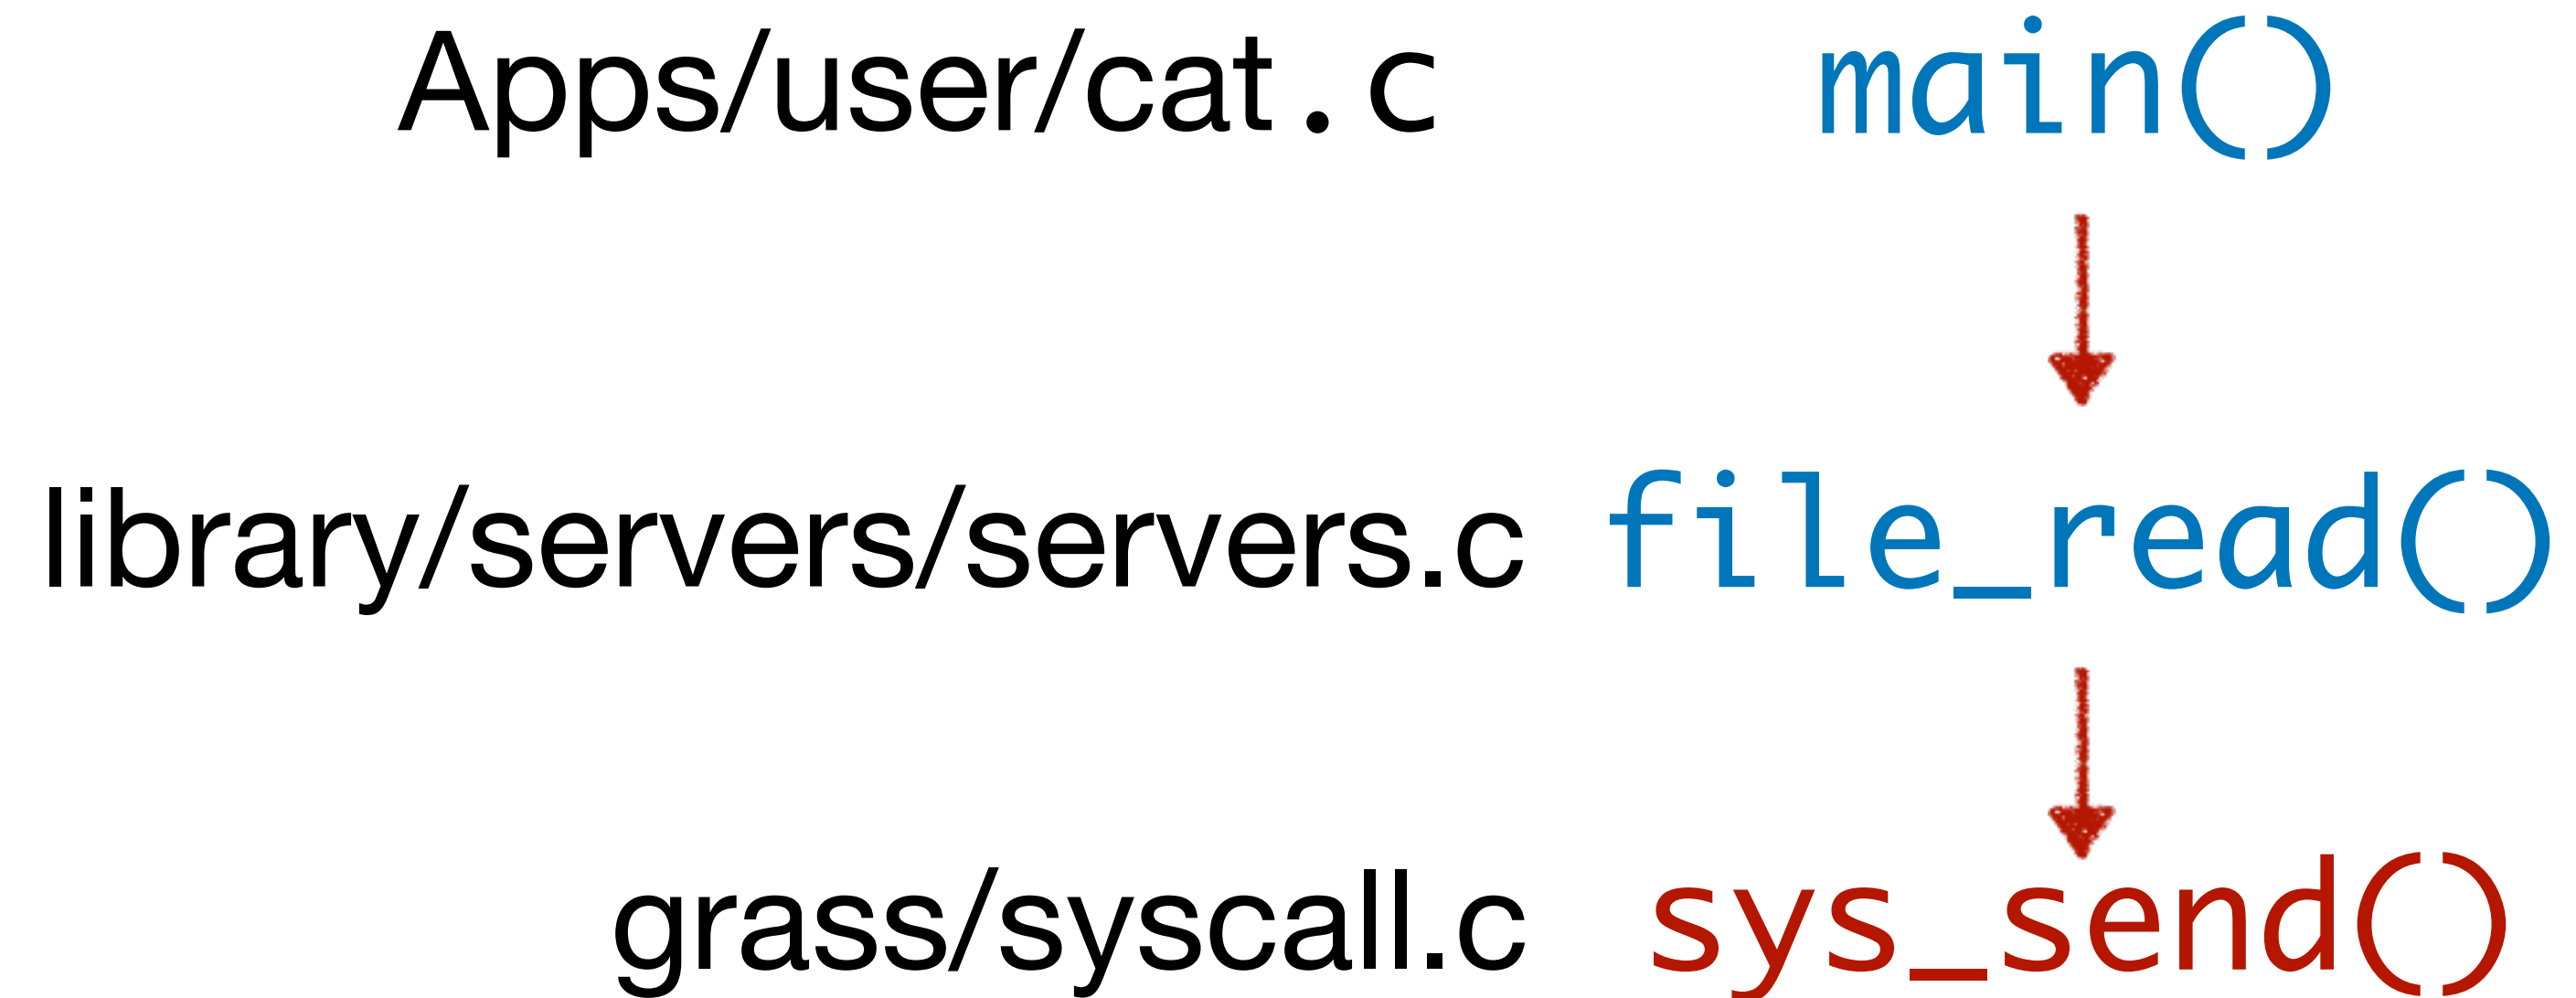 Apps/user/cat.c main()
library/servers/servers.c file_read()
grass/syscall.c sys_send()